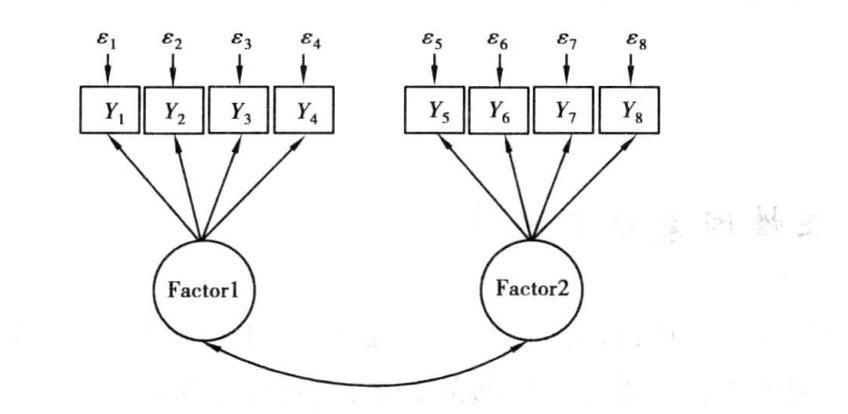 ε₁ ε₂ ε₃ ε₄ ε₅ ε₆ ε₇ ε₈
Y₁ Y₂ Y₃ Y₄ Y₅ Y₆ Y₇ Y₈
Factor1 Factor2